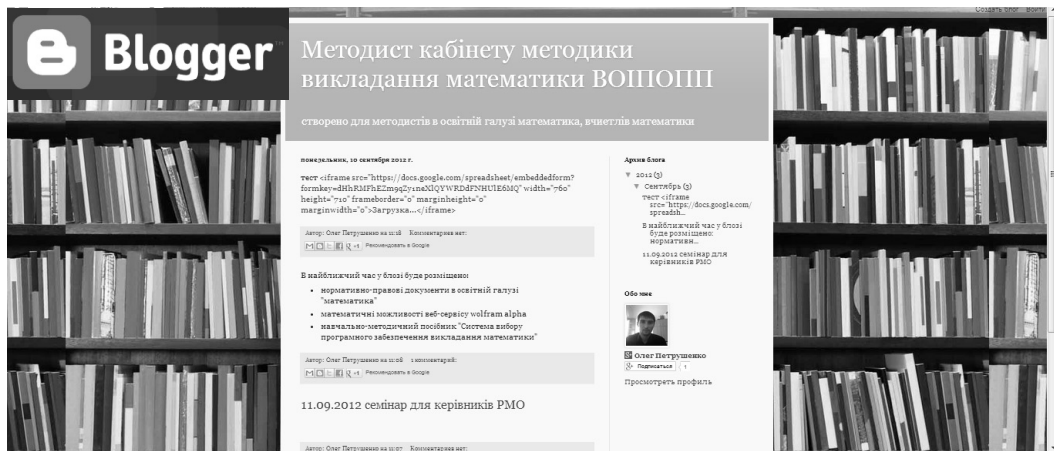 Создать блог Войти
Blogger
Методист кабінету методики
викладання математики ВОІПОПП
створено для методистів в освітній галузі математика, вчиетлів математики
понедельник, 10 сентября 2012 г.
тест <iframe src="https://docs.google.com/spreadsheet/embeddedform?
height="710" frameborder="0" marginheight="0"
marginwidth="0">Загрузка...</iframe>
Автор: Олег Петрушенко на 11:18 Комментариев нет:
+1 Рекомендовать в Google
В найближчий час у блозі буде розміщено:
• нормативно-правові документи в освітній галузі
"математика"
• математичні можливості веб-сервісу wolfram alpha
• навчально-методичний посібник "Система вибору
програмного забезпечення викладання математики"
Автор: Олег Петрушенко на 11:08 1 комментарий:
+1 Рекомендовать в Google
11.09.2012 семінар для керівників РМО
Автор: Олег Петрушенко на 11:07 Комментариев нет:
Архив блога
▼ 2012 (3)
▼ Сентябрь (3)
тест <iframe
src="https://docs.google.com/
spreadsh...
В найближчий час у блозі
буде розміщено:
нормативн...
11.09.2012 семінар для
керівників РМО
Обо мне
Олег Петрушенко
Подписаться 1
Просмотреть профиль